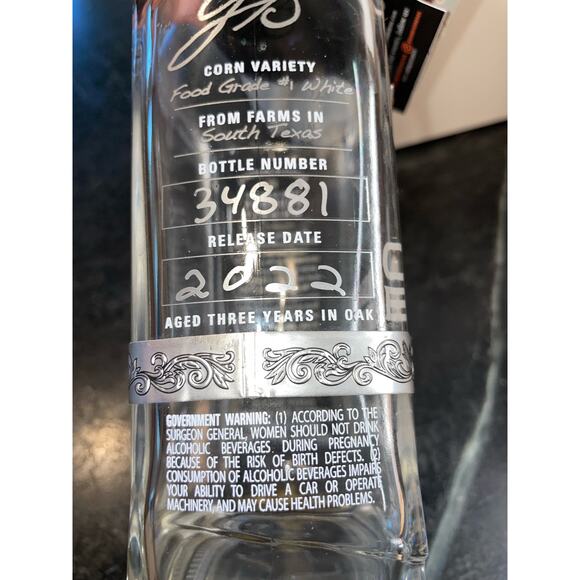 CORN VARIETY
Food Grade #1 White
FROM FARMS IN
South Texas
BOTTLE NUMBER
34881
RELEASE DATE
2022
AGED THREE YEARS IN OAK
GOVERNMENT WARNING: (1) ACCORDING TO THE
SURGEON GENERAL, WOMEN SHOULD NOT DRINK
ALCOHOLIC BEVERAGES DURING PREGNANCY
BECAUSE OF THE RISK OF BIRTH DEFECTS. (2)
CONSUMPTION OF ALCOHOLIC BEVERAGES IMPAIRS
YOUR ABILITY TO DRIVE A CAR OR OPERATE
MACHINERY, AND MAY CAUSE HEALTH PROBLEMS.